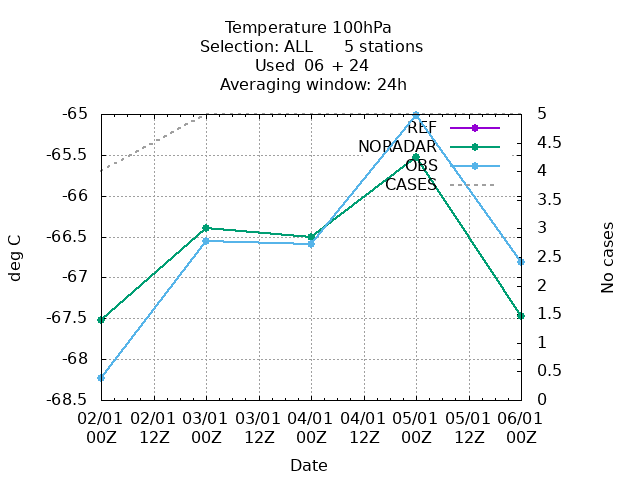 Temperature 100hPa
Selection: ALL      5 stations
Used  06 + 24
Averaging window: 24h
REF
NOPADAR
OBS
CASES
-65
-65.5
-66
-66.5
-67
-67.5
-68
-68.5
5
4.5
4
3.5
3
2.5
2
1.5
1
0.5
0
deg C
No cases
02/01 02/01 03/01 03/01 04/01 04/01 05/01 05/01 06/01
00Z 12Z 00Z 12Z 00Z 12Z 00Z 12Z 00Z
Date